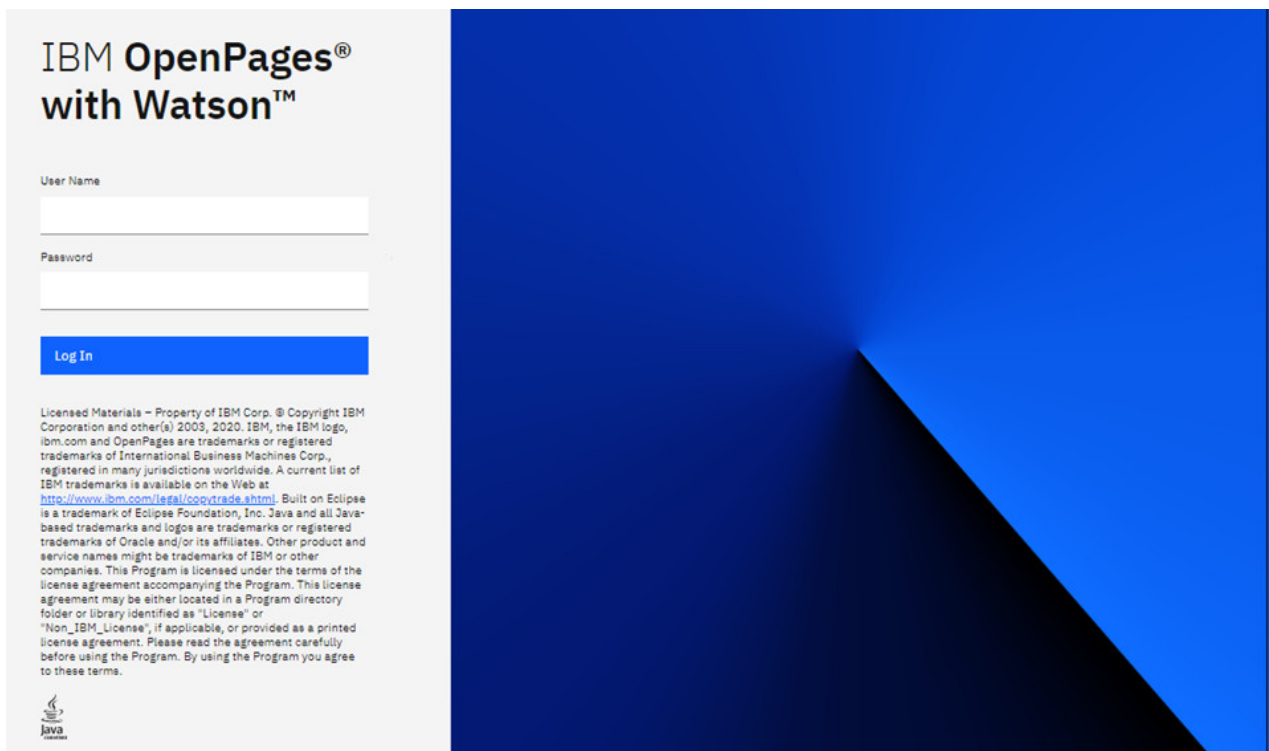 IBM OpenPages®
with Watson™
User Name
Password
Log In
Licensed Materials – Property of IBM Corp. © Copyright IBM
Corporation and other(s) 2003, 2020. IBM, the IBM logo,
ibm.com and OpenPages are trademarks or registered
trademarks of International Business Machines Corp.,
registered in many jurisdictions worldwide. A current list of
IBM trademarks is available on the Web at
http://www.ibm.com/legal/copytrade.shtml. Built on Eclipse
is a trademark of Eclipse Foundation, Inc. Java and all Java-
based trademarks and logos are trademarks or registered
trademarks of Oracle and/or its affiliates. Other product and
service names might be trademarks of IBM or other
companies. This Program is licensed under the terms of the
license agreement accompanying the Program. This license
agreement may be either located in a Program directory
folder or library identified as "License" or
"Non_IBM_License", if applicable, or provided as a printed
license agreement. Please read the agreement carefully
before using the Program. By using the Program you agree
to these terms.
Java